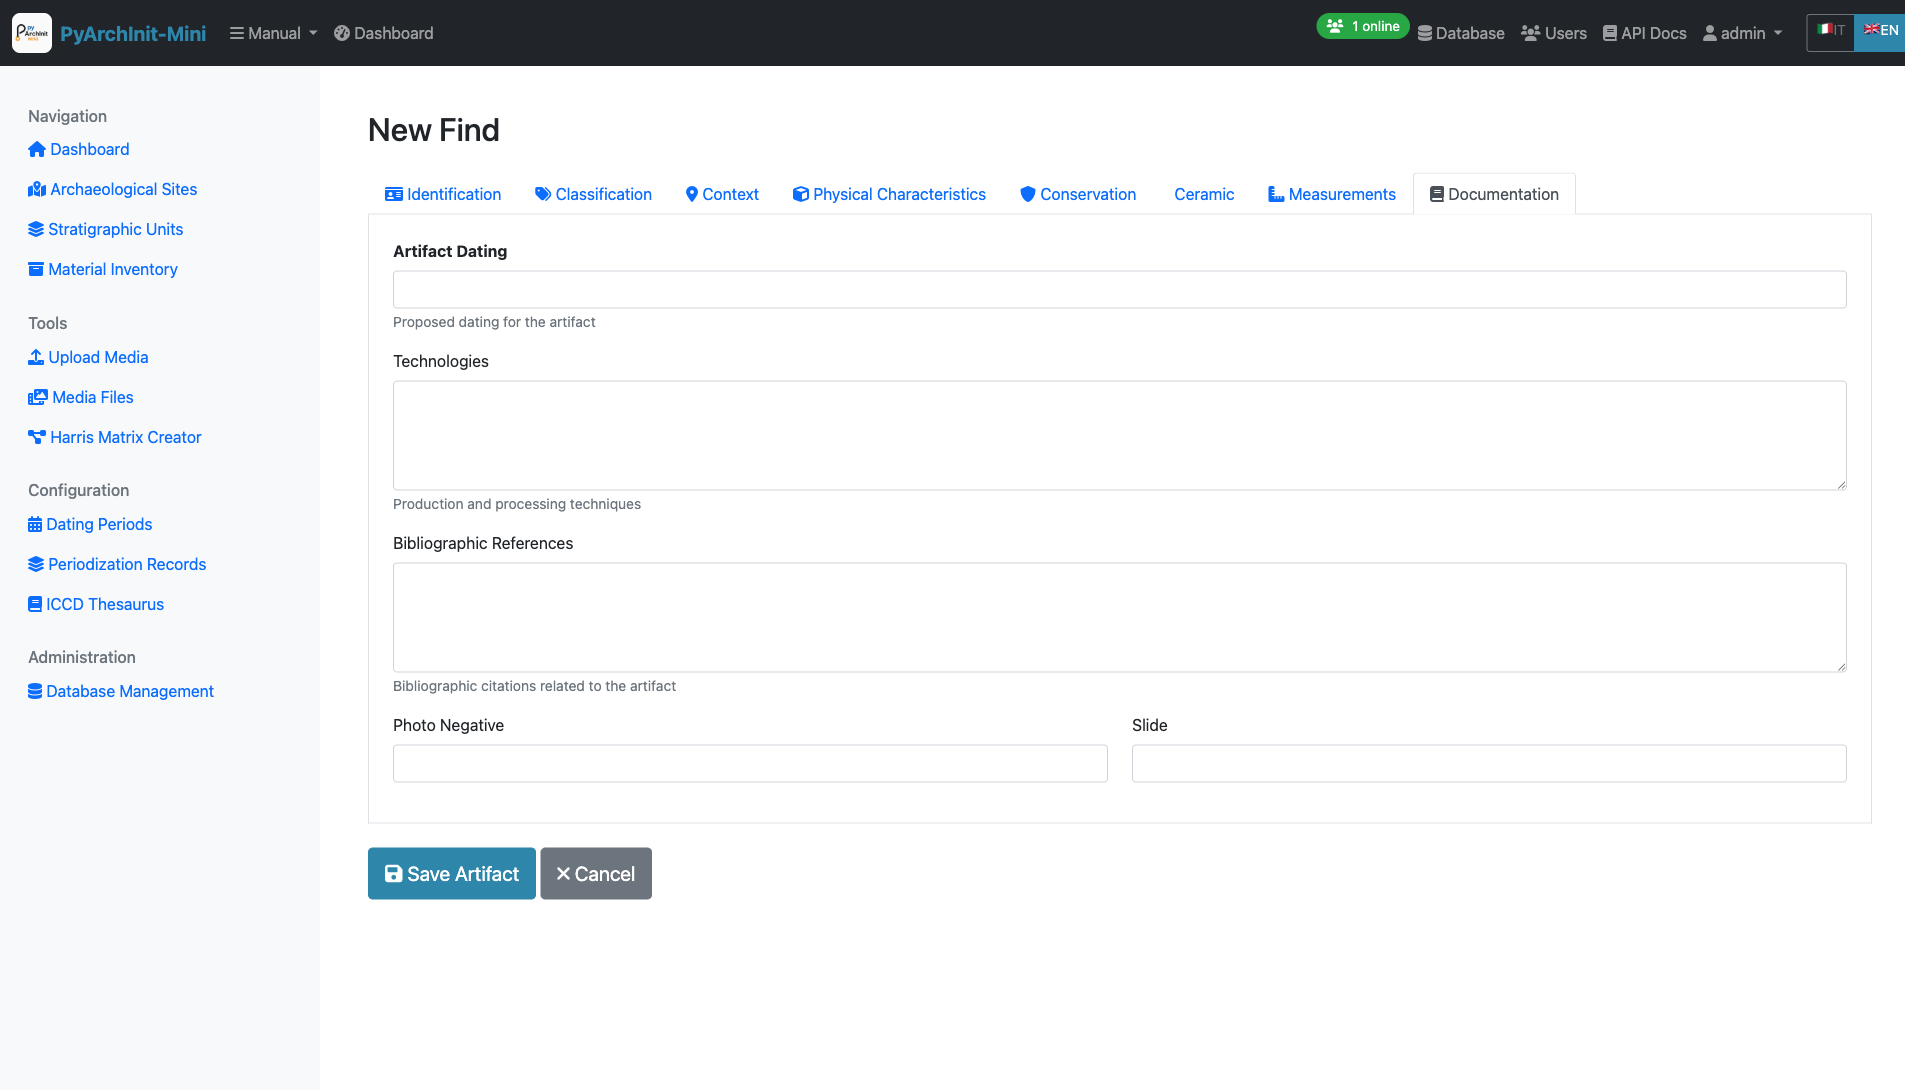 PyArchInit-Mini
Manual
Dashboard
1 online
Database
Users
API Docs
admin
IT
EN
Navigation
Dashboard
Archaeological Sites
Stratigraphic Units
Material Inventory
Tools
Upload Media
Media Files
Harris Matrix Creator
Configuration
Dating Periods
Periodization Records
ICCD Thesaurus
Administration
Database Management
New Find
Identification
Classification
Context
Physical Characteristics
Conservation
Ceramic
Measurements
Documentation
Artifact Dating
Proposed dating for the artifact
Technologies
Production and processing techniques
Bibliographic References
Bibliographic citations related to the artifact
Photo Negative
Slide
Save Artifact
Cancel